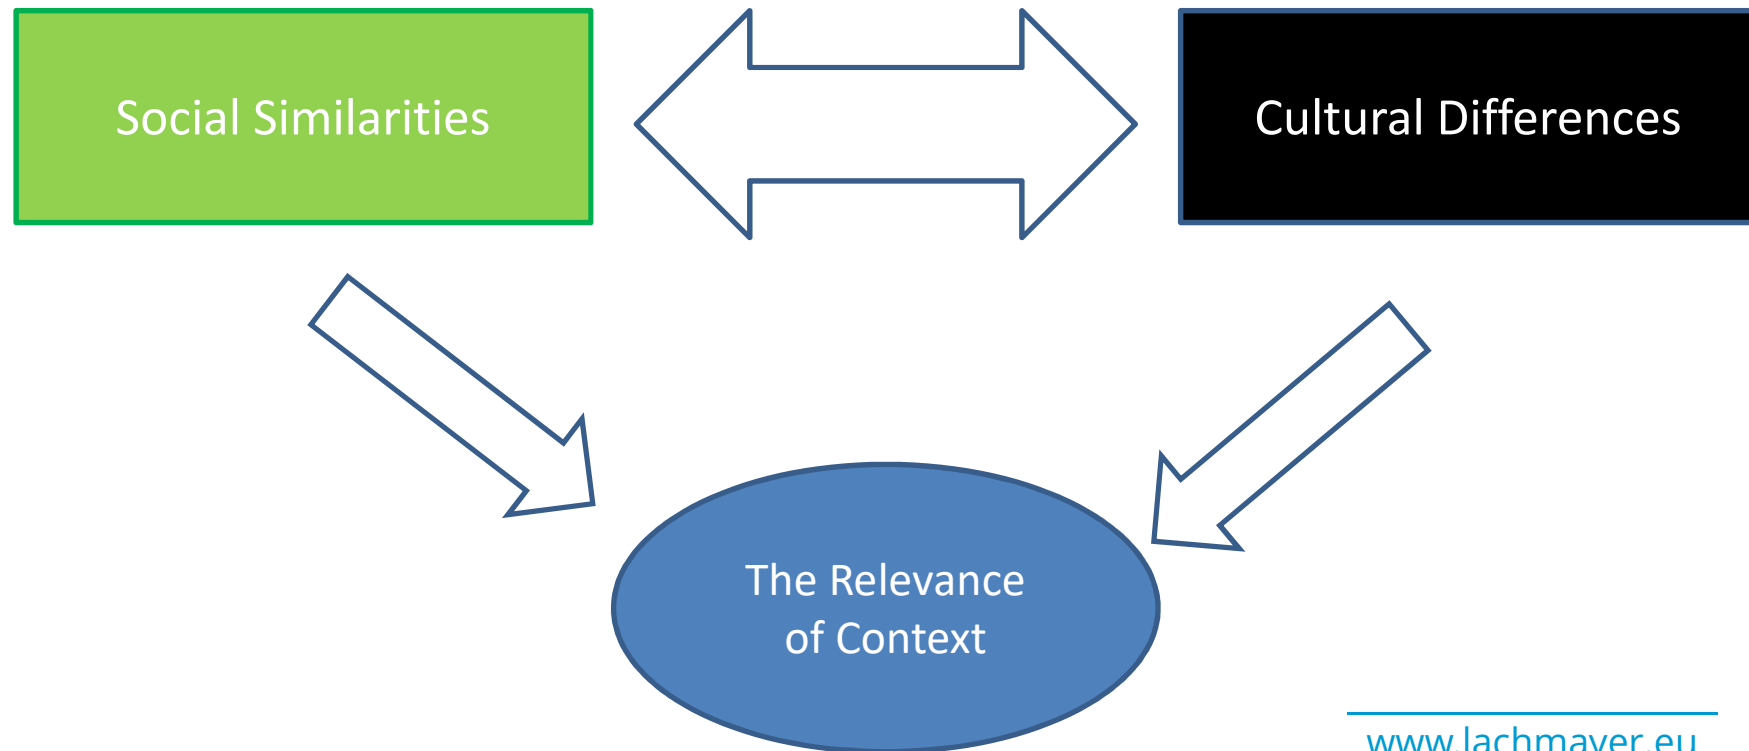 Social Similarities
Cultural Differences
The Relevance
of Context
www.lachmayer.eu